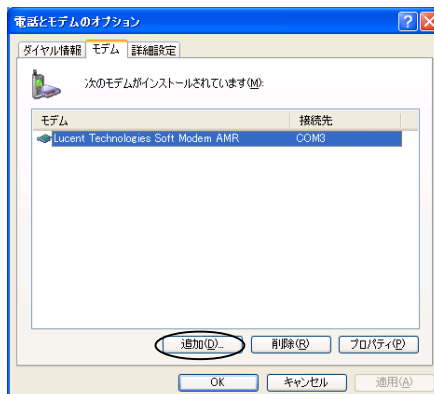 電話とモデムのオプション
ダイヤル情報 モデム 詳細設定
次のモデムがインストールされています(M):
モデム 接続先
Lucent Technologies Soft Modem AMR COM3
追加(D)... 削除(R) プロパティ(P)
OK キャンセル 適用(A)